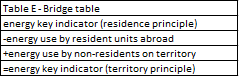 Table E - Bridge table
energy key indicator (residence principle)
-energy use by resident units abroad
+energy use by non-residents on territory
=energy key indicator (territory principle)